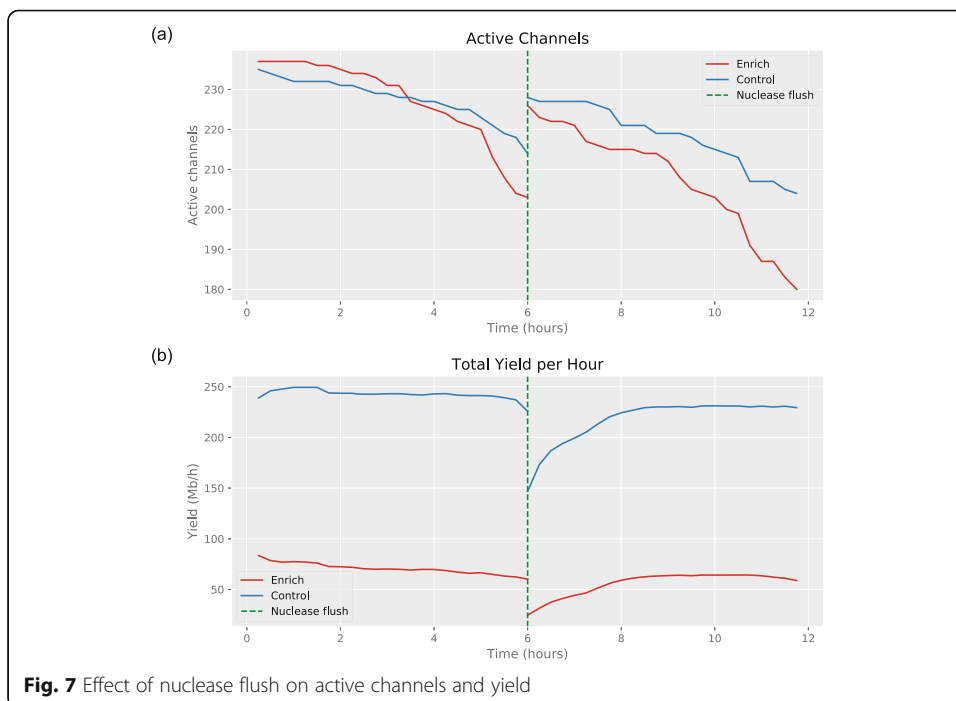 (a)
Active Channels
Enrich
Control
Nuclease flush
Active channels
230
220
210
200
190
180
0 2 4 6 8 10 12
Time (hours)
(b)
Total Yield per Hour
Yield (Mb/h)
250
200
150
100
50
Enrich
Control
Nuclease flush
0 2 4 6 8 10 12
Time (hours)
Fig. 7 Effect of nuclease flush on active channels and yield